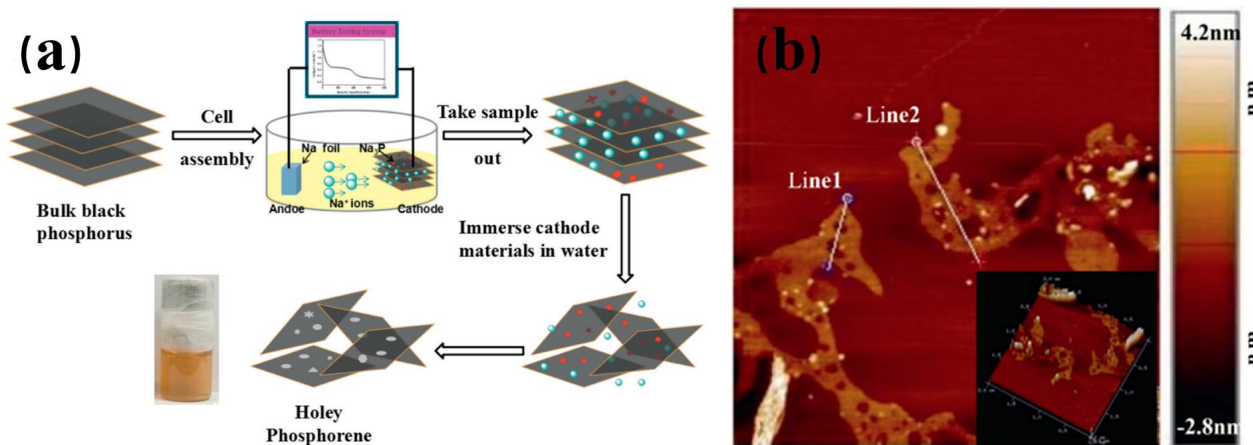 (a)
Battery Testing System
Cell
assembly
Take sample
out
Na foil
Na-P
Na⁺ ions
Andoe
Cathode
Bulk black
phosphorus
Immerse cathode
materials in water
Holey
Phosphorene
(b)
Line2
Line1
4.2nm
-2.8nm